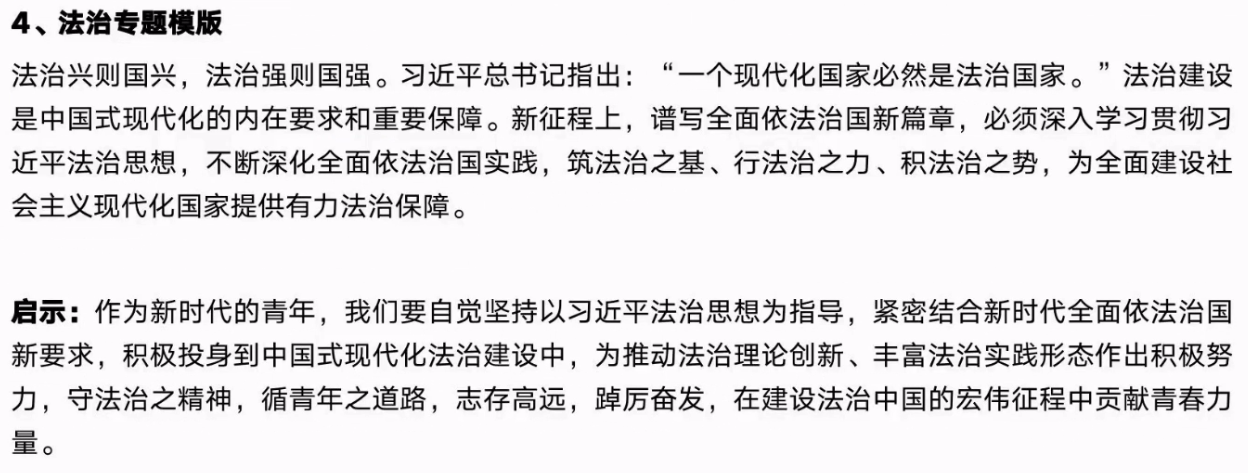 4、法治专题模版
法治兴则国兴，法治强则国强。习近平总书记指出：“一个现代化国家必然是法治国家。”法治建设
是中国式现代化的内在要求和重要保障。新征程上，谱写全面依法治国新篇章，必须深入学习贯彻习
近平法治思想，不断深化全面依法治国实践，筑法治之基、行法治之力、积法治之势，为全面建设社
会主义现代化国家提供有力法治保障。
启示：作为新时代的青年，我们要自觉坚持以习近平法治思想为指导，紧密结合新时代全面依法治国
新要求，积极投身到中国式现代化法治建设中，为推动法治理论创新、丰富法治实践形态作出积极努
力，守法治之精神，循青年之道路，志存高远，踔厉奋发，在建设法治中国的宏伟征程中贡献青春力
量。